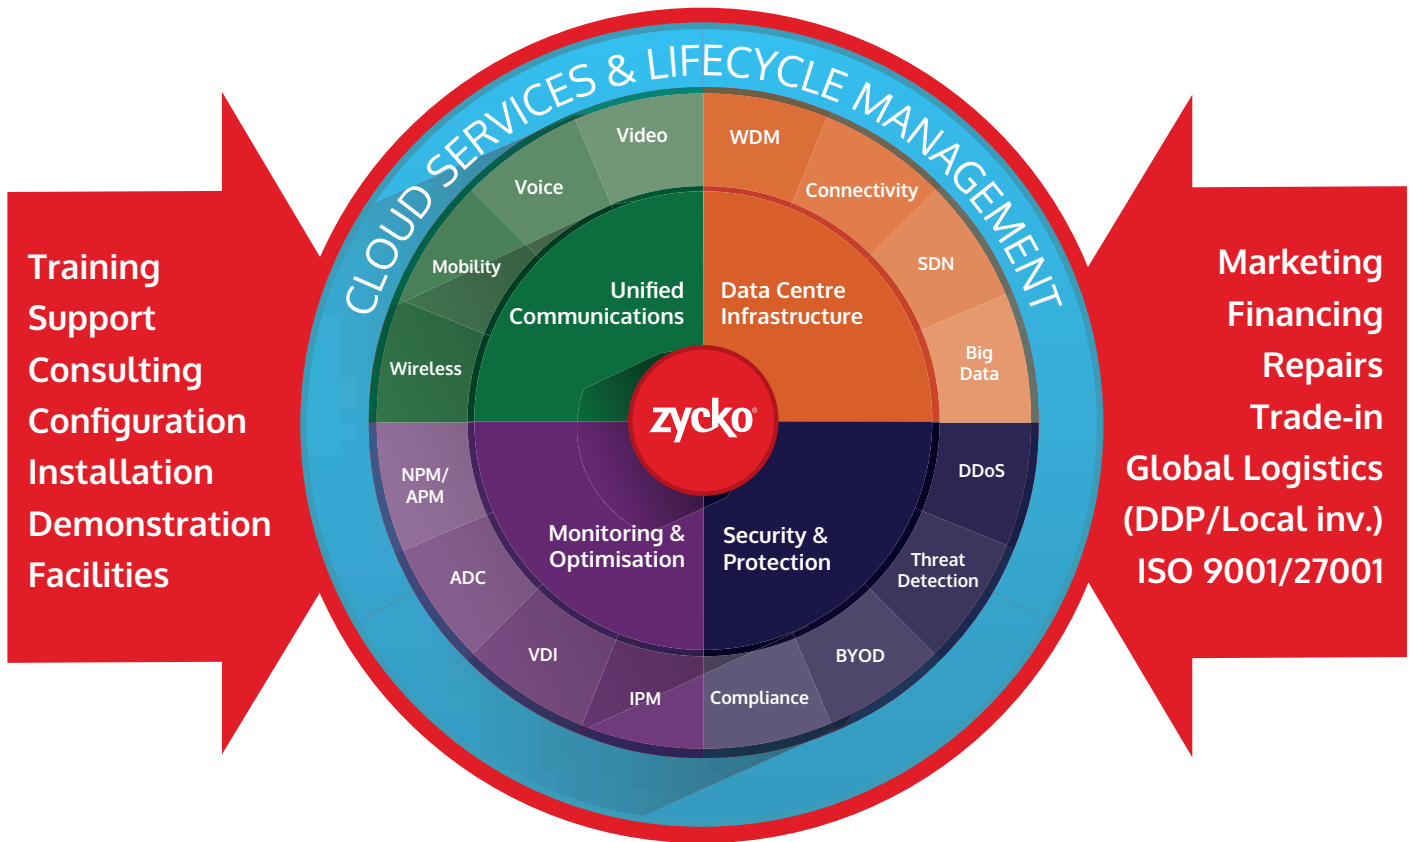 CLOUD SERVICES & LIFECYCLE MANAGEMENT
Training
Support
Consulting
Configuration
Installation
Demonstration
Facilities
Video
Voice
Mobility
Wireless
Unified
Communications
WDM
Connectivity
SDN
Big
Data
Data Centre
Infrastructure
zycko®
NPM/
APM
ADC
VDI
IPM
Monitoring &
Optimisation
DDoS
Threat
Detection
BYOD
Compliance
Security &
Protection
Marketing
Financing
Repairs
Trade-in
Global Logistics
(DDP/Local inv.)
ISO 9001/27001